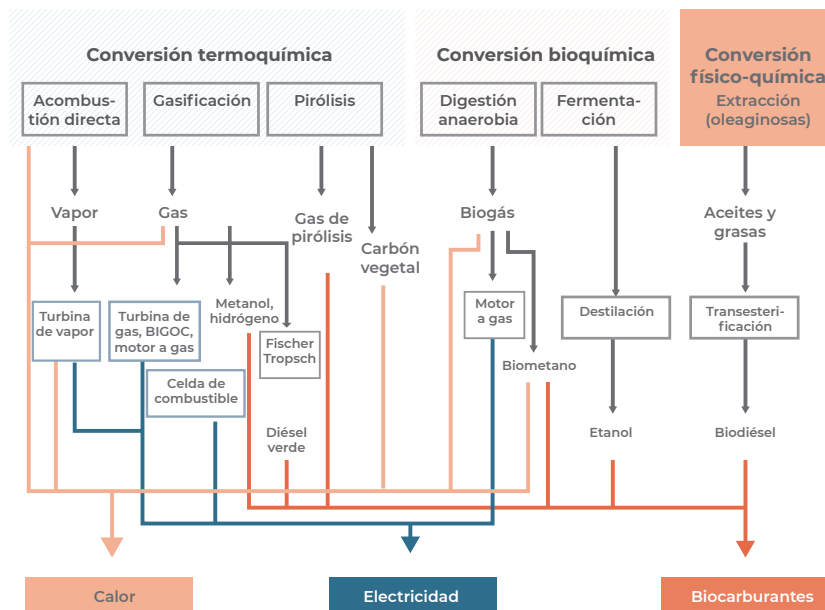 Conversión termoquímica
Acombus-
tión directa
Gasificación
Pirólisis
Conversión bioquímica
Digestión
anaerobia
Fermenta-
ción
Conversión
físico-química
Extracción
(oleaginosas)
Vapor
Gas
Gas de
pirólisis
Carbón
vegetal
Biogás
Aceites y
grasas
Turbina
de vapor
Turbina de
gas, BIGOC,
motor a gas
Metanol,
hidrógeno
Fischer
Tropsch
Celda de
combustible
Diésel
verde
Motor
a gas
Biometano
Destilación
Transesteri-
ficación
Etanol
Biodiésel
Calor
Electricidad
Biocarburantes